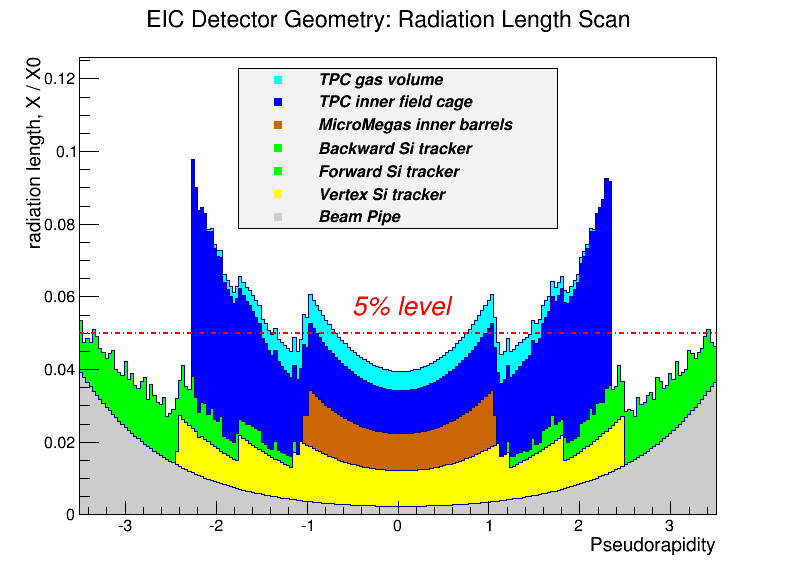 EIC Detector Geometry: Radiation Length Scan
radiation length, X / X0
0.12
0.1
0.08
0.06
0.04
0.02
0
TPC gas volume
TPC inner field cage
MicroMegas inner barrels
Backward Si tracker
Forward Si tracker
Vertex Si tracker
Beam Pipe
5% level
-3 -2 -1 0 1 2 3
Pseudorapidity